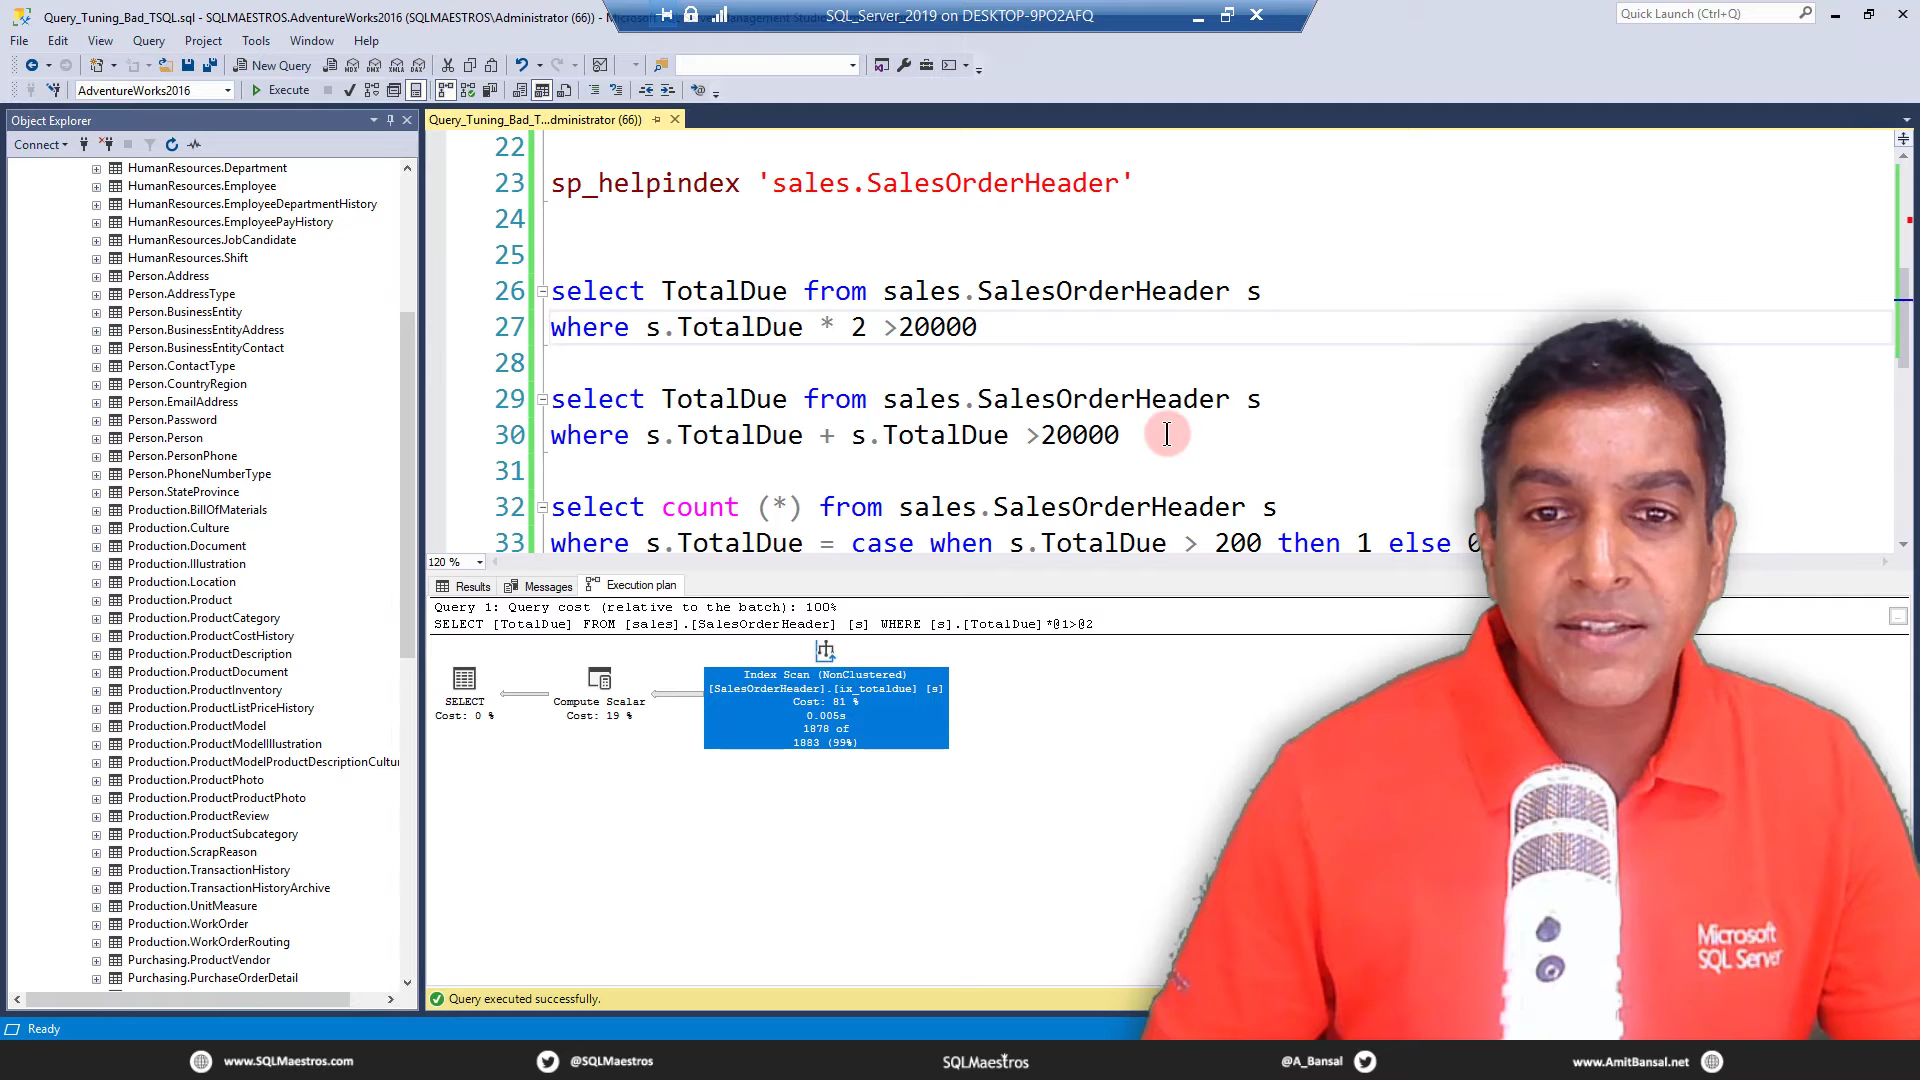 Query_Tuning_Bad_TSQL.sql - SQLMAESTROS.AdventureWorks2016 (SQLMAESTROS\Administrator (66))
SQL_Server_2019 on DESKTOP-9PO2AFQ
Quick Launch (Ctrl+Q)
File Edit View Query Project Tools Window Help
New Query
AdventureWorks2016
Execute
Object Explorer
Query_Tuning_Bad_T...dministrator (66))
Connect
HumanResources.Department
HumanResources.Employee
HumanResources.EmployeeDepartmentHistory
HumanResources.EmployeePayHistory
HumanResources.JobCandidate
HumanResources.Shift
Person.Address
Person.AddressType
Person.BusinessEntity
Person.BusinessEntityAddress
Person.BusinessEntityContact
Person.ContactType
Person.CountryRegion
Person.EmailAddress
Person.Password
Person.Person
Person.PersonPhone
Person.PhoneNumberType
Person.StateProvince
Production.BillOfMaterials
Production.Culture
Production.Document
Production.Illustration
Production.Location
Production.Product
Production.ProductCategory
Production.ProductCostHistory
Production.ProductDescription
Production.ProductDocument
Production.ProductInventory
Production.ProductListPriceHistory
Production.ProductModel
Production.ProductModelIllustration
Production.ProductModelProductDescriptionCultu
Production.ProductPhoto
Production.ProductProductPhoto
Production.ProductReview
Production.ProductSubcategory
Production.ScrapReason
Production.TransactionHistory
Production.TransactionHistoryArchive
Production.UnitMeasure
Production.WorkOrder
Production.WorkOrderRouting
Purchasing.ProductVendor
Purchasing.PurchaseOrderDetail
22
23 sp_helpindex 'sales.SalesOrderHeader'
24
25
26 select TotalDue from sales.SalesOrderHeader s
27 where s.TotalDue * 2 >20000
28
29 select TotalDue from sales.SalesOrderHeader s
30 where s.TotalDue + s.TotalDue >20000
31
32 select count (*) from sales.SalesOrderHeader s
33 where s.TotalDue = case when s.TotalDue > 200 then 1 else 0
120 %
Results Messages Execution plan
Query 1: Query cost (relative to the batch): 100%
SELECT [TotalDue] FROM [sales].[SalesOrderHeader] [s] WHERE [s].[TotalDue]*@1>@2
SELECT
Cost: 0 %
Compute Scalar
Cost: 19 %
Index Scan (NonClustered)
[SalesOrderHeader].[ix_totaldue] [s]
Cost: 81 %
0.005s
1878 of
1883 (99%)
Query executed successfully.
Ready
Microsoft
SQL Server
www.SQLMaestros.com
@SQLMaestros
SQLMaestros
@A_Bansal
www.AmitBansal.net